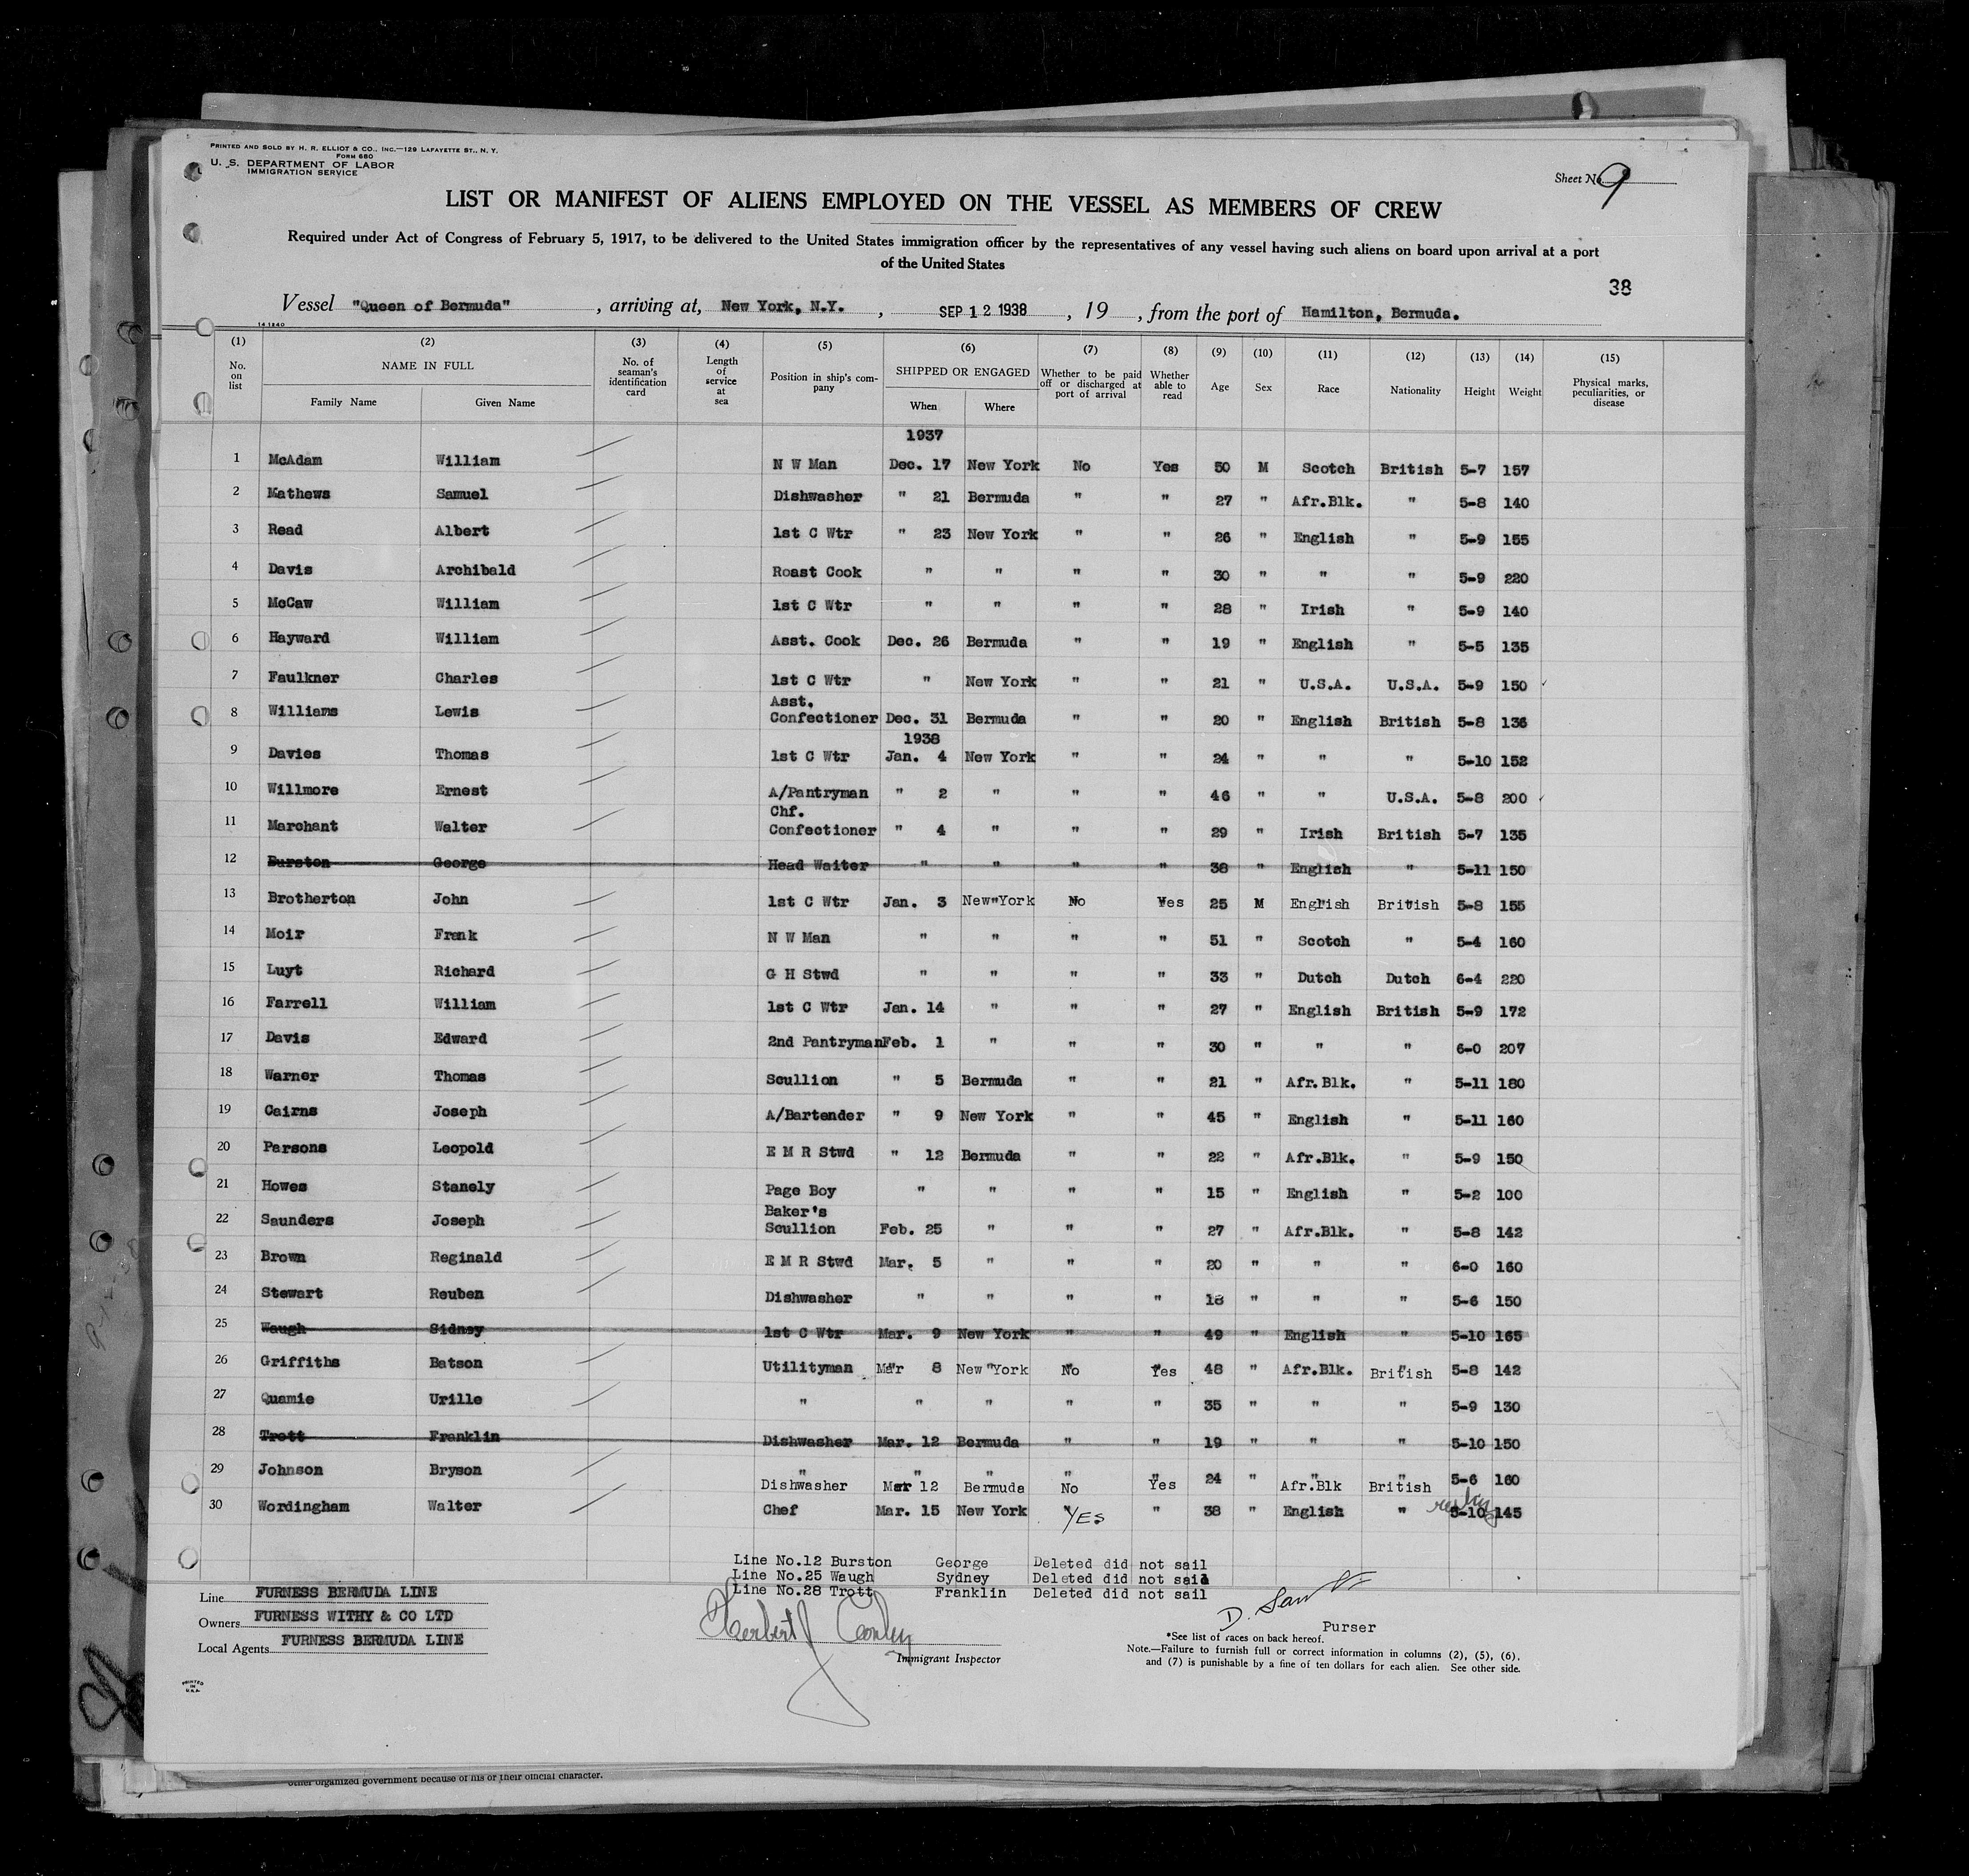 PRINTED AND SOLD BY H. R. ELLIOT & CO., INC.—129 LAFAYETTE ST., N. Y.
FORM 680
U. S. DEPARTMENT OF LABOR
IMMIGRATION SERVICE
Sheet No. 9
LIST OR MANIFEST OF ALIENS EMPLOYED ON THE VESSEL AS MEMBERS OF CREW
Required under Act of Congress of February 5, 1917, to be delivered to the United States immigration officer by the representatives of any vessel having such aliens on board upon arrival at a port
of the United States
38
Vessel "Queen of Bermuda" , arriving at, New York, N.Y. , SEP 12 1938 , 19 , from the port of Hamilton, Bermuda.
14 1240
(1) No. on list (2) NAME IN FULL Family Name Given Name (3) No. of seaman's identification card (4) Length of service at sea (5) Position in ship's company (6) SHIPPED OR ENGAGED When Where (7) Whether to be paid off or discharged at port of arrival (8) Whether able to read (9) Age (10) Sex (11) Race (12) Nationality (13) Height (14) Weight (15) Physical marks, peculiarities, or disease
1937
1 McAdam William N W Man Dec. 17 New York No Yes 50 M Scotch British 5-7 157
2 Mathews Samuel Dishwasher " 21 Bermuda " " 27 " Afr.Blk. " 5-8 140
3 Read Albert 1st C Wtr " 23 New York " " 26 " English " 5-9 155
4 Davis Archibald Roast Cook " " " " 30 " " " 5-9 220
5 McCaw William 1st C Wtr " " " " 28 " Irish " 5-9 140
6 Hayward William Asst. Cook Dec. 26 Bermuda " " 19 " English " 5-5 135
7 Faulkner Charles 1st C Wtr " New York " " 21 " U.S.A. U.S.A. 5-9 150
8 Williams Lewis Asst. Confectioner Dec. 31 Bermuda " " 20 " English British 5-8 136
1938
9 Davies Thomas 1st C Wtr Jan. 4 New York " " 24 " " " 5-10 152
10 Willmore Ernest A/Pantryman " 2 " " " 46 " " U.S.A. 5-8 200
11 Marchant Walter Chf. Confectioner " 4 " " " 29 " Irish British 5-7 135
12 Burston George Head Waiter " " " " 38 " English " 5-11 150
13 Brotherton John 1st C Wtr Jan. 3 New York No Yes 25 M English British 5-8 155
14 Moir Frank N W Man " " " " 51 " Scotch " 5-4 160
15 Luyt Richard G H Stwd " " " " 33 " Dutch Dutch 6-4 220
16 Farrell William 1st C Wtr Jan. 14 " " " 27 " English British 5-9 172
17 Davis Edward 2nd Pantryman Feb. 1 " " " 30 " " " 6-0 207
18 Warner Thomas Scullion " 5 Bermuda " " 21 " Afr.Blk. " 5-11 180
19 Cairns Joseph A/Bartender " 9 New York " " 45 " English " 5-11 160
20 Parsons Leopold E M R Stwd " 12 Bermuda " " 22 " Afr.Blk. " 5-9 150
21 Howes Stanely Page Boy " " " " 15 " English " 5-2 100
22 Saunders Joseph Baker's Scullion Feb. 25 " " " 27 " Afr.Blk. " 5-8 142
23 Brown Reginald E M R Stwd Mar. 5 " " " 20 " " " 6-0 160
24 Stewart Reuben Dishwasher " " " " 18 " " " 5-6 150
25 Waugh Sidney 1st C Wtr Mar. 9 New York " " 49 " English " 5-10 165
26 Griffiths Batson Utilityman Mar 8 New York No Yes 48 " Afr.Blk. British 5-8 142
27 Quamie Urille " " " " " 35 " " " 5-9 130
28 Trott Franklin Dishwasher Mar. 12 Bermuda " " 19 " " " 5-10 150
29 Johnson Bryson Dishwasher Mar 12 Bermuda No Yes 24 " Afr.Blk British 5-6 160
30 Wordingham Walter Chef Mar. 15 New York YES " 38 " English " 5-10 145
Line No.12 Burston George Deleted did not sail
Line No.25 Waugh Sydney Deleted did not sail
Line No.28 Trott Franklin Deleted did not sail
Line FURNESS BERMUDA LINE
Owners FURNESS WITHY & CO LTD
Local Agents FURNESS BERMUDA LINE
Immigrant Inspector
Purser
*See list of races on back hereof.
Note.—Failure to furnish full or correct information in columns (2), (5), (6),
and (7) is punishable by a fine of ten dollars for each alien. See other side.
PRINTED
IN
U.S.A.
other organized government because of his or their official character.